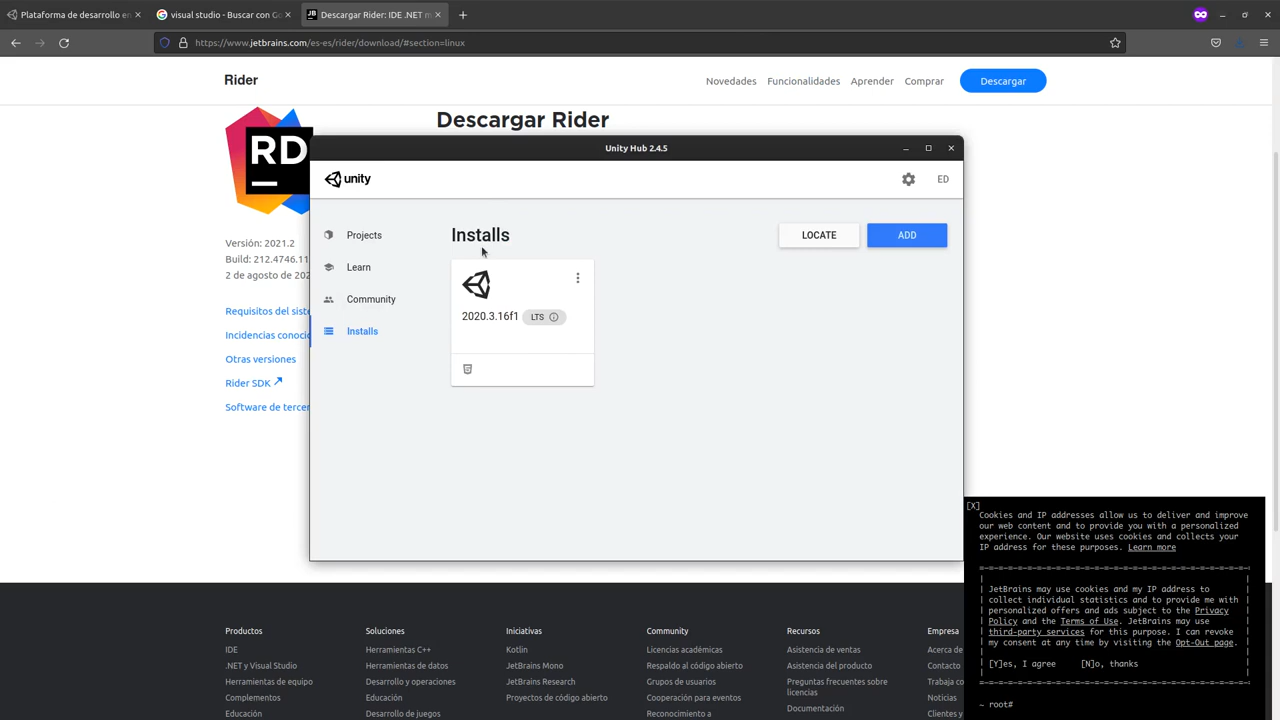 Plataforma de desarrollo en
visual studio - Buscar con Go
Descargar Rider: IDE .NET m
https://www.jetbrains.com/es-es/rider/download/#section=linux
Rider
Novedades
Funcionalidades
Aprender
Comprar
Descargar
RD
Descargar Rider
Versión: 2021.2
Build: 212.4746.11
2 de agosto de 202
Requisitos del siste
Incidencias conoci
Otras versiones
Rider SDK
Software de tercer
Unity Hub 2.4.5
unity
ED
Projects
Learn
Community
Installs
Installs
LOCATE
ADD
2020.3.16f1 LTS
[X]
Cookies and IP addresses allow us to deliver and improve
our web content and to provide you with a personalized
experience. Our website uses cookies and collects your
IP address for these purposes. Learn more
JetBrains may use cookies and my IP address to
collect individual statistics and to provide me with
personalized offers and ads subject to the Privacy
Policy and the Terms of Use. JetBrains may use
third-party services for this purpose. I can revoke
my consent at any time by visiting the Opt-Out page.
[Y]es, I agree [N]o, thanks
~ root#
Productos
IDE
.NET y Visual Studio
Herramientas de equipo
Complementos
Educación
Soluciones
Herramientas C++
Herramientas de datos
Desarrollo y operaciones
Educación
Desarrollo de juegos
Iniciativas
Kotlin
JetBrains Mono
JetBrains Research
Proyectos de código abierto
Community
Licencias académicas
Respaldo al código abierto
Grupos de usuarios
Cooperación para eventos
Reconocimiento a
Recursos
Asistencia de ventas
Asistencia del producto
Preguntas frecuentes sobre
licencias
Documentación
Empresa
Acerca de
Contacto
Trabaja co
Noticias
Clientes y